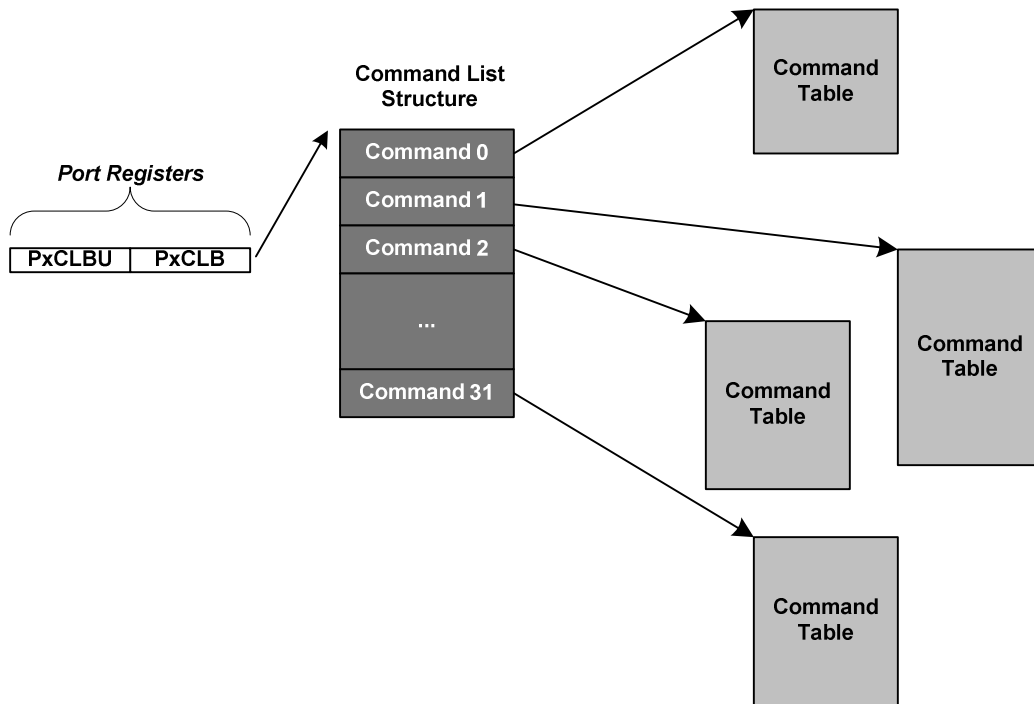 Command List
Structure
Port Registers
PxCLBU PxCLB
Command 0
Command 1
Command 2
...
Command 31
Command
Table
Command
Table
Command
Table
Command
Table